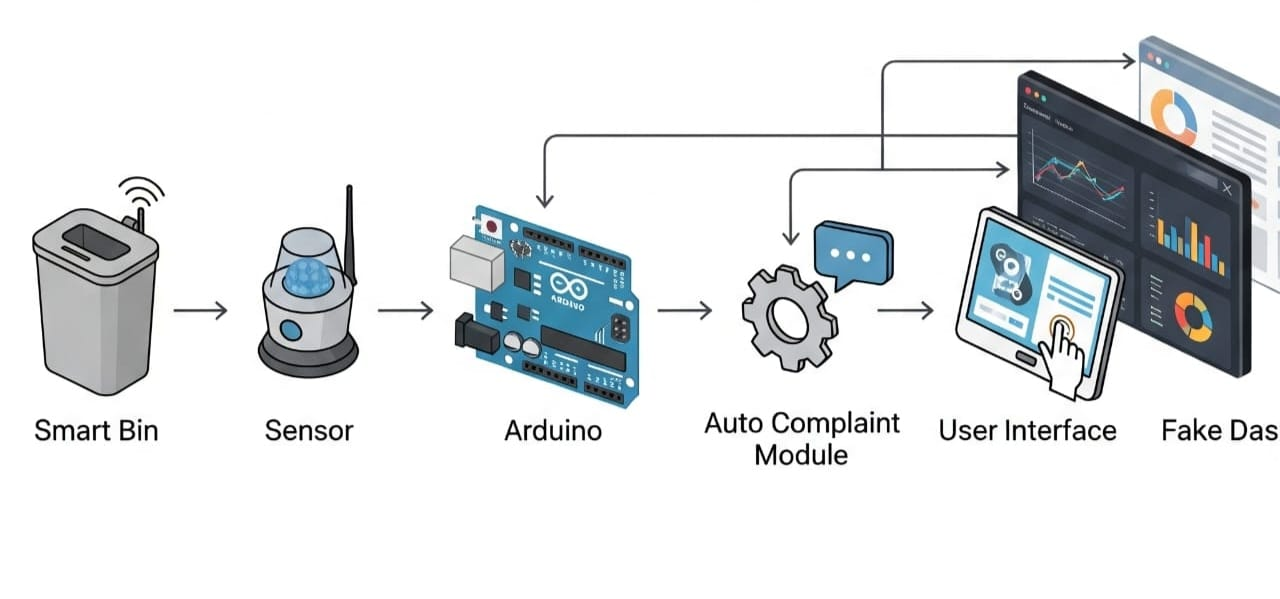 ARDUINO
Smart Bin
Sensor
Arduino
Auto Complaint
Module
User Interface
Fake Das